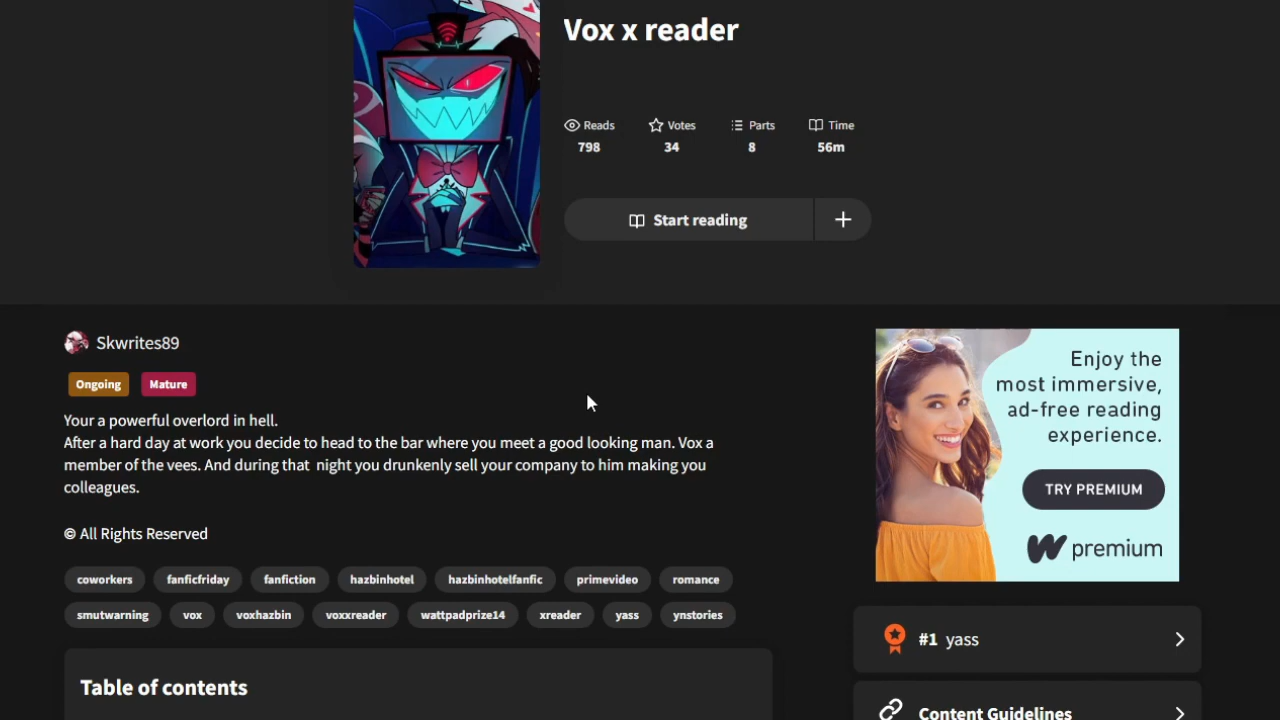 Vox x reader
Reads
Votes
Parts
Time
798
34
8
56m
Start reading
Skwrites89
Ongoing
Mature
Your a powerful overlord in hell.
After a hard day at work you decide to head to the bar where you meet a good looking man. Vox a
member of the vees. And during that night you drunkenly sell your company to him making you
colleagues.
© All Rights Reserved
coworkers
fanficfriday
fanfiction
hazbinhotel
hazbinhotelfanfic
primevideo
romance
smutwarning
vox
voxhazbin
voxxreader
wattpadprize14
xreader
yass
ynstories
Table of contents
Enjoy the
most immersive,
ad-free reading
experience.
TRY PREMIUM
premium
#1 yass
Content Guidelines